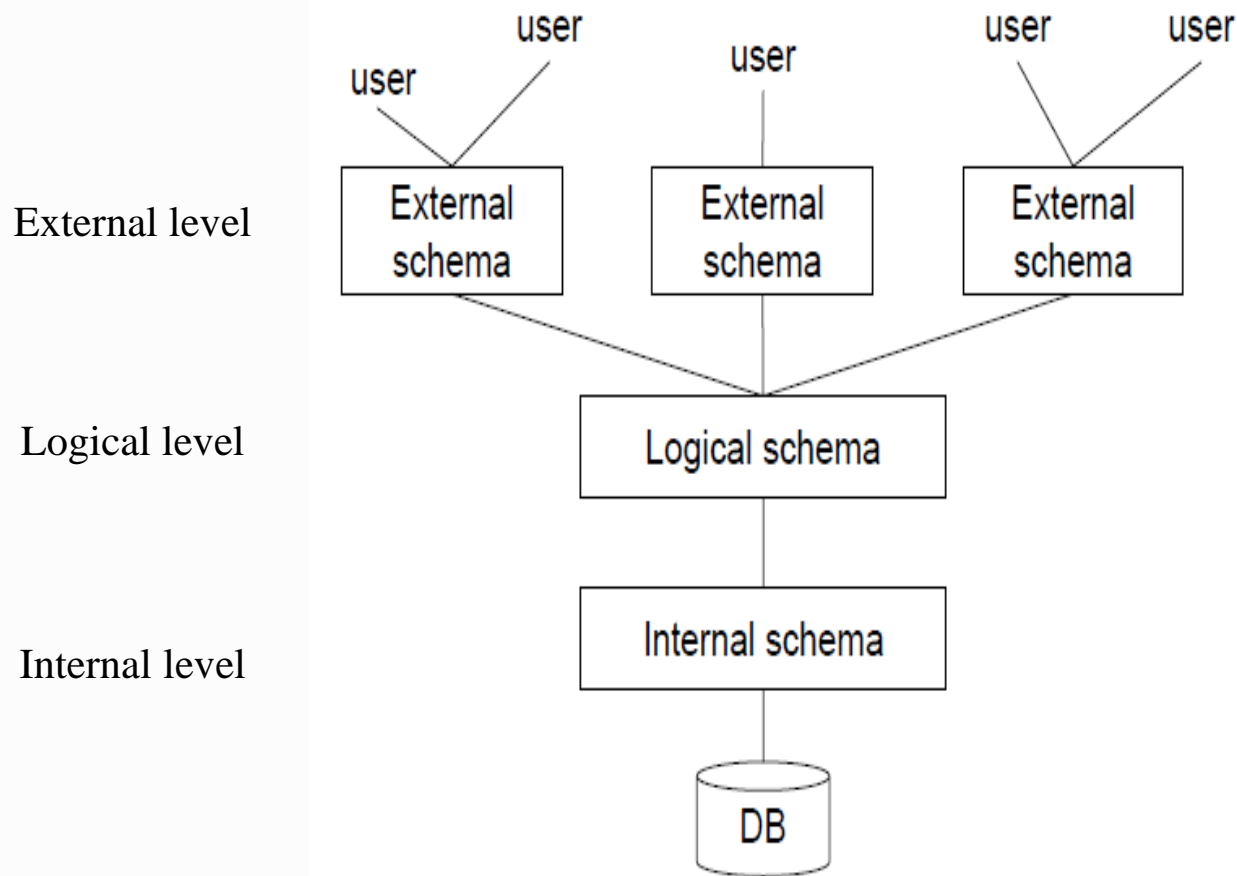 user
user
user
user
user
External level
External
schema
External
schema
External
schema
Logical level
Logical schema
Internal level
Internal schema
DB